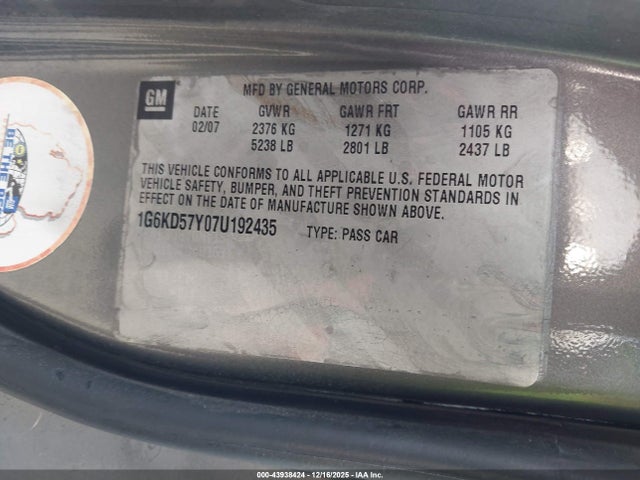 GM
MFD BY GENERAL MOTORS CORP.
DATE GVWR GAWR FRT GAWR RR
02/07 2376 KG 1271 KG 1105 KG
5238 LB 2801 LB 2437 LB
THIS VEHICLE CONFORMS TO ALL APPLICABLE U.S. FEDERAL MOTOR
VEHICLE SAFETY, BUMPER, AND THEFT PREVENTION STANDARDS IN
EFFECT ON THE DATE OF MANUFACTURE SHOWN ABOVE.
1G6KD57Y07U192435 TYPE: PASS CAR
BE THE
000-43938424 - 12/16/2025 - IAA Inc.